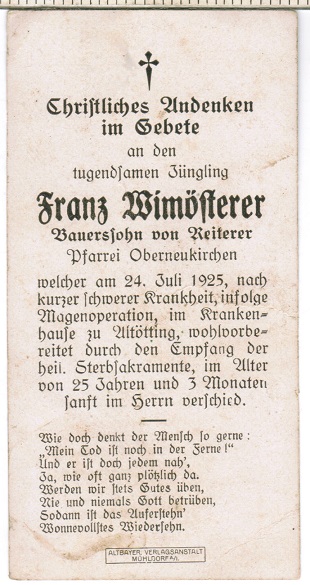 Chriſtliches Andenken
im Gebete
an den
tugendſamen Jüngling
Franz Wimöſterer
Bauersſohn von Reiterer
Pfarrei Oberneukirchen
welcher am 24. Juli 1925, nach
kurzer ſchwerer Krankheit, infolge
Magenoperation, im Kranken-
hauſe zu Altötting, wohlvorbe-
reitet durch den Empfang der
heil. Sterbſakramente, im Alter
von 25 Jahren und 3 Monaten
ſanft im Herrn verſchied.
Wie doch denkt der Menſch ſo gerne:
„Mein Tod iſt noch in der Ferne!"
Und er iſt doch jedem nah',
Ja, wie oft ganz plötzlich da.
Werden wir ſtets Gutes üben,
Nie und niemals Gott betrüben,
Sodann iſt das Auferſteh'n
Wonnevollſtes Wiederſehn.
ALTBAYER. VERLAGSANSTALT
MÜHLDORF A/I.